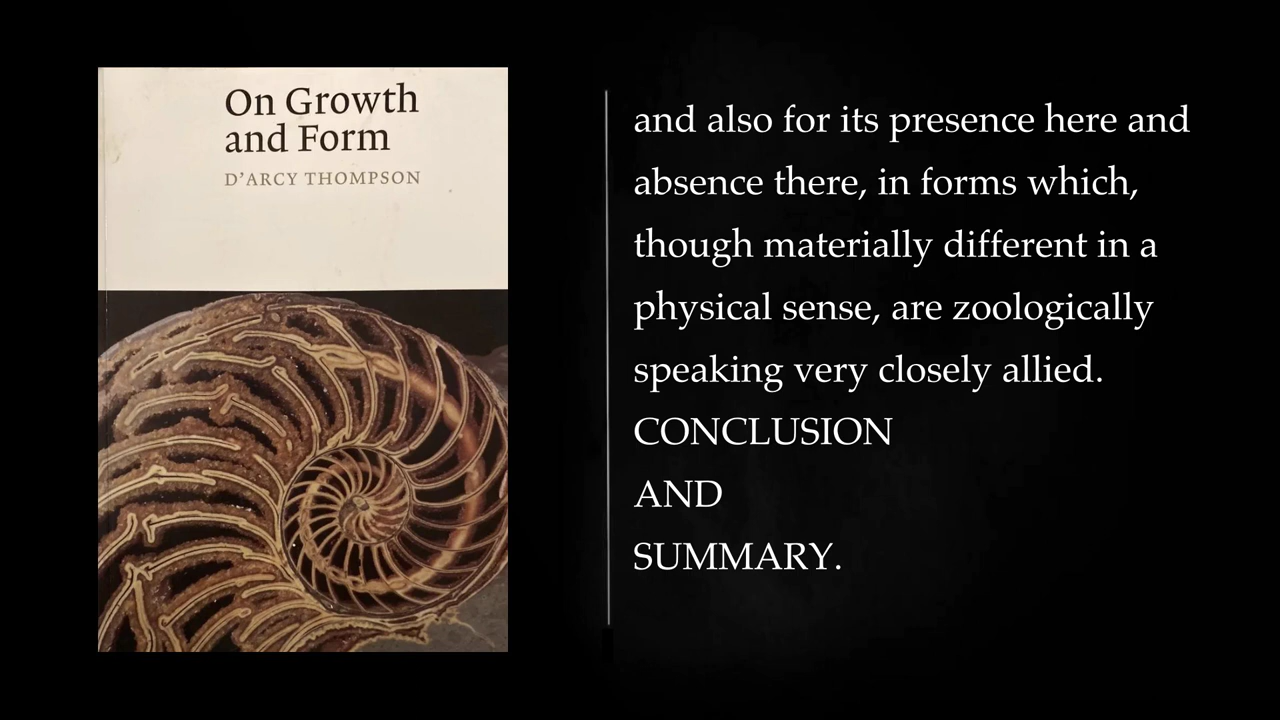 On Growth
and Form
D'ARCY THOMPSON
and also for its presence here and
absence there, in forms which,
though materially different in a
physical sense, are zoologically
speaking very closely allied.
CONCLUSION
AND
SUMMARY.